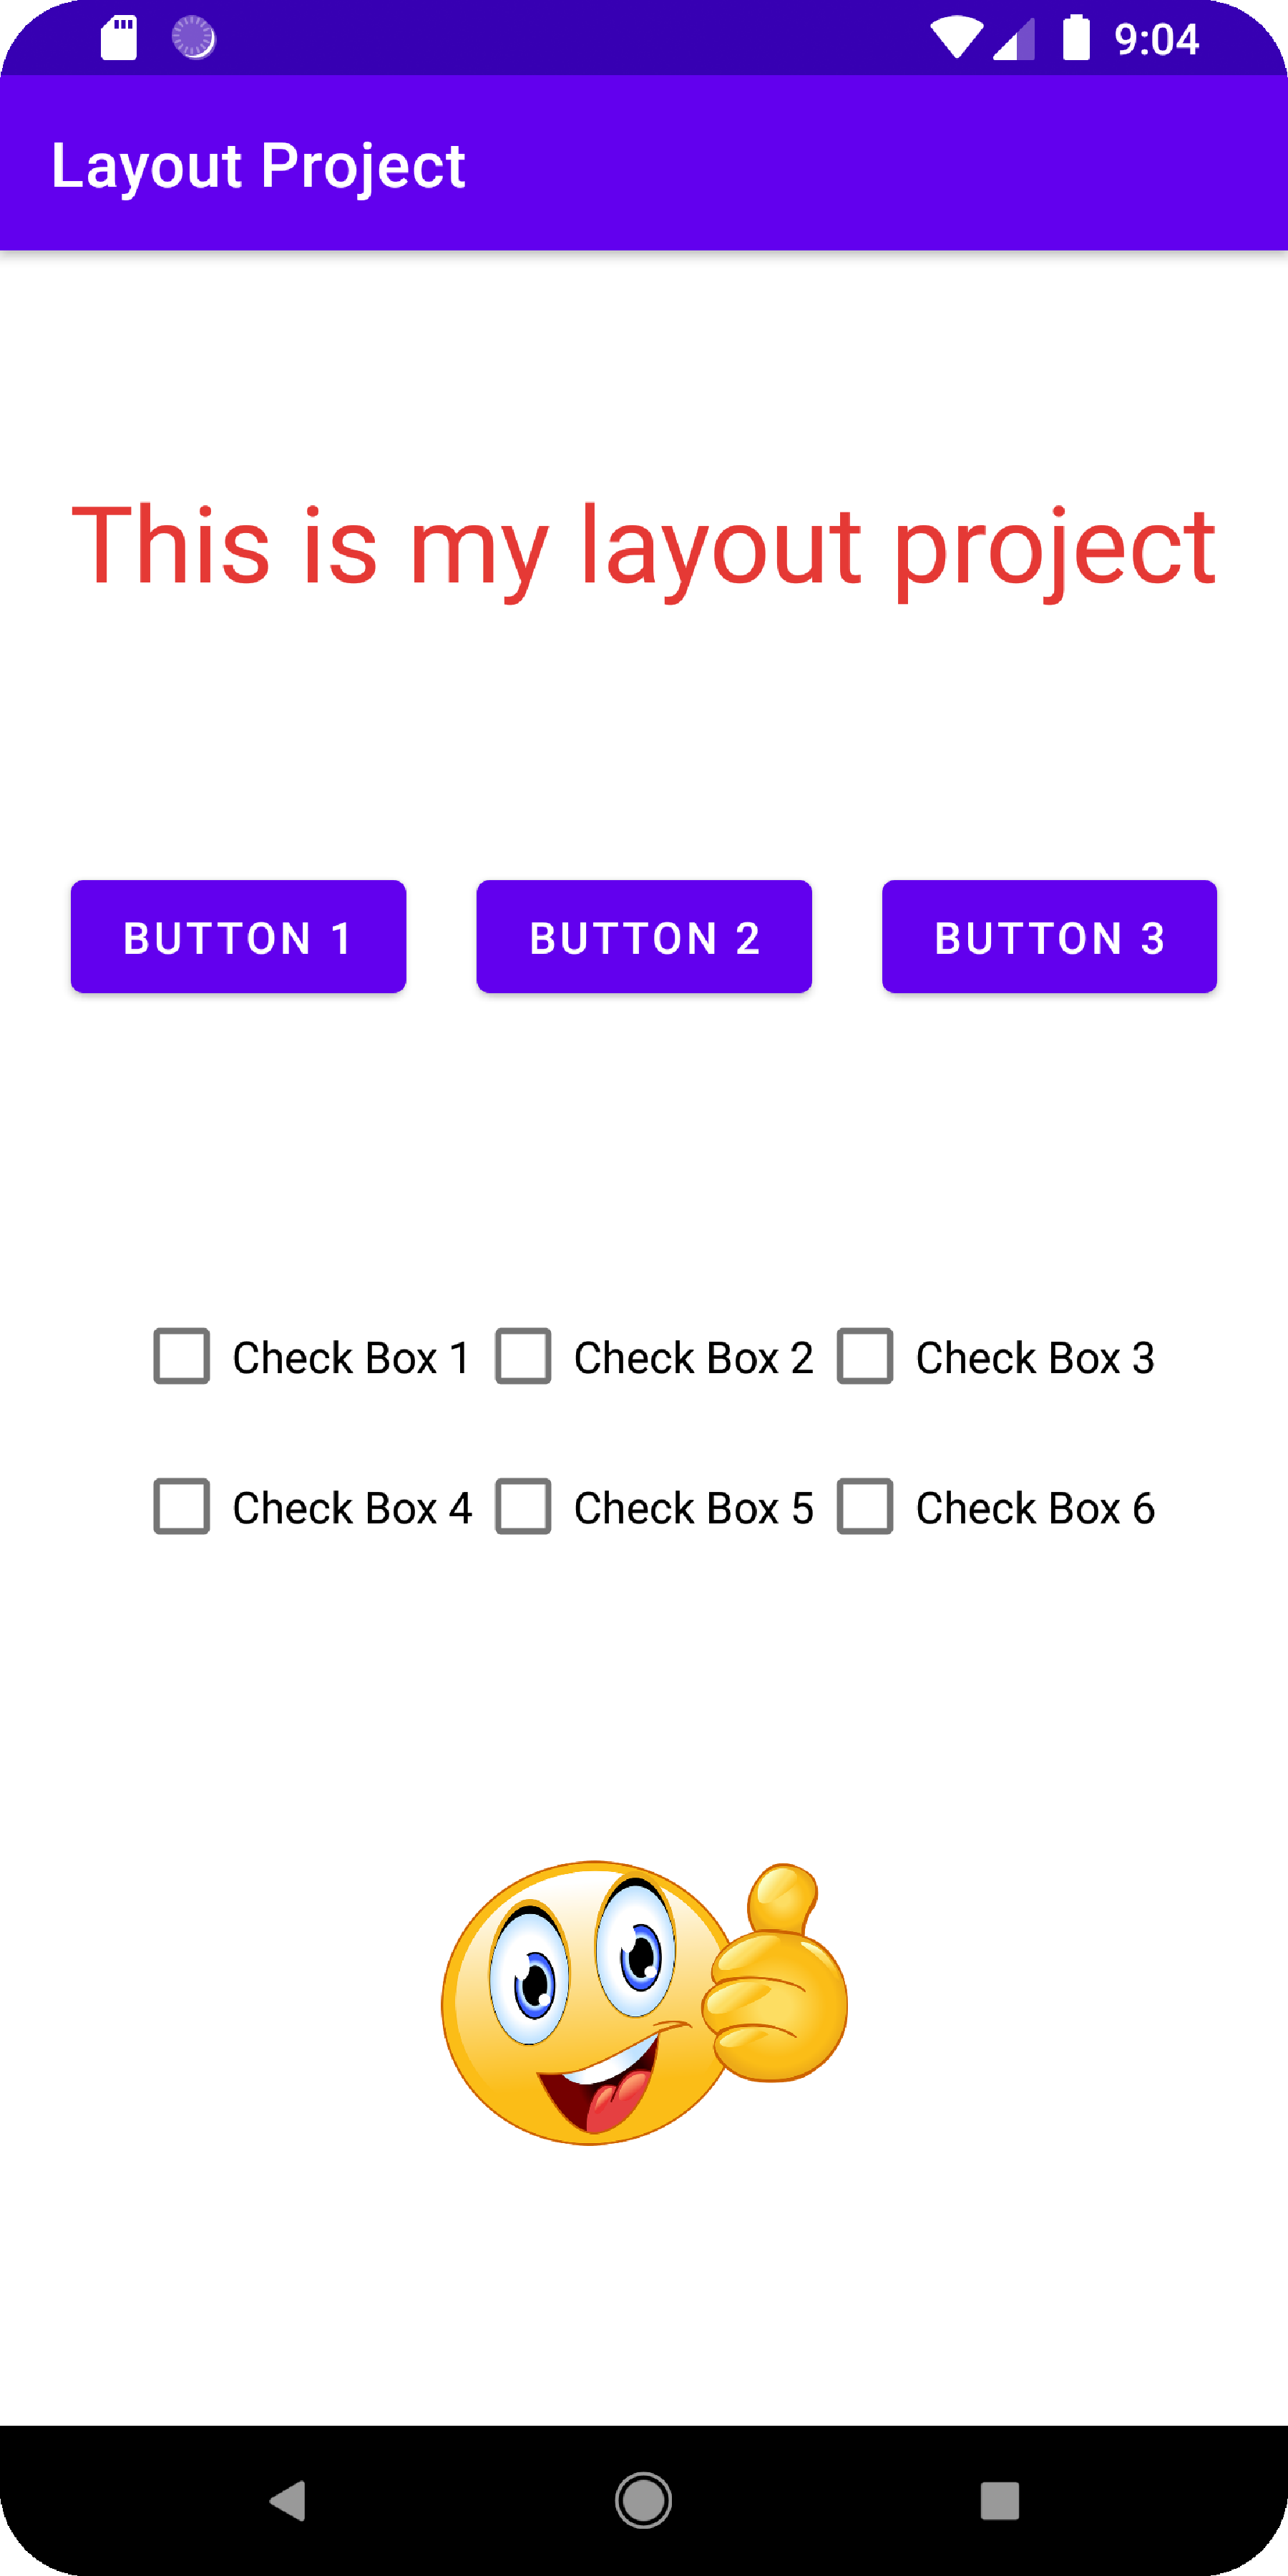 9:04
Layout Project
This is my layout project
BUTTON 1 BUTTON 2 BUTTON 3
Check Box 1 Check Box 2 Check Box 3
Check Box 4 Check Box 5 Check Box 6